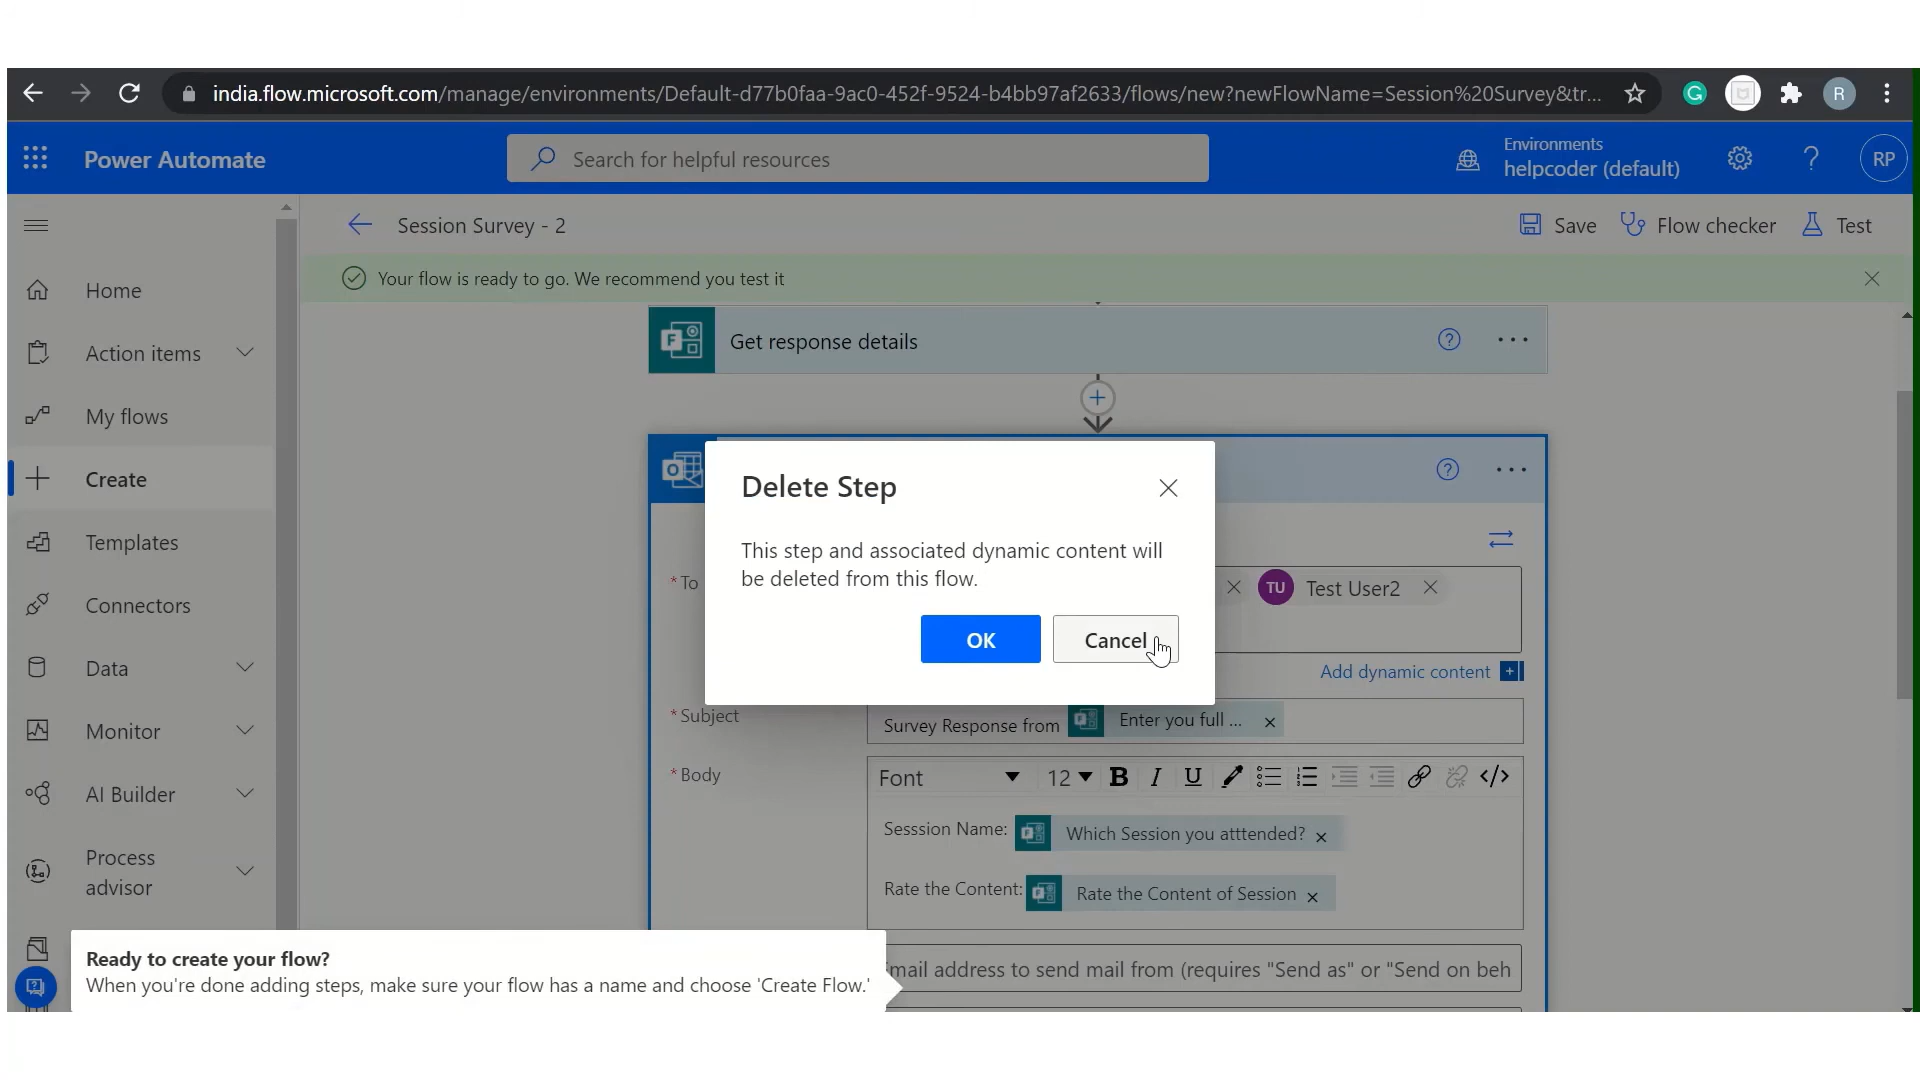 india.flow.microsoft.com/manage/environments/Default-d77b0faa-9ac0-452f-9524-b4bb97af2633/flows/new?newFlowName=Session%20Survey&tr...
R
Power Automate
Search for helpful resources
Environments
helpcoder (default)
?
RP
Session Survey - 2
Save
Flow checker
Test
Your flow is ready to go. We recommend you test it
Home
Action items
My flows
Create
Templates
Connectors
Data
Monitor
AI Builder
Process
advisor
Get response details
Delete Step
This step and associated dynamic content will
be deleted from this flow.
OK
Cancel
* To
TU Test User2
Add dynamic content
* Subject
Survey Response from Enter you full ...
* Body
Font 12 B I U </>
Sesssion Name: Which Session you atttended?
Rate the Content: Rate the Content of Session
Ready to create your flow?
When you're done adding steps, make sure your flow has a name and choose 'Create Flow.'
mail address to send mail from (requires "Send as" or "Send on beh